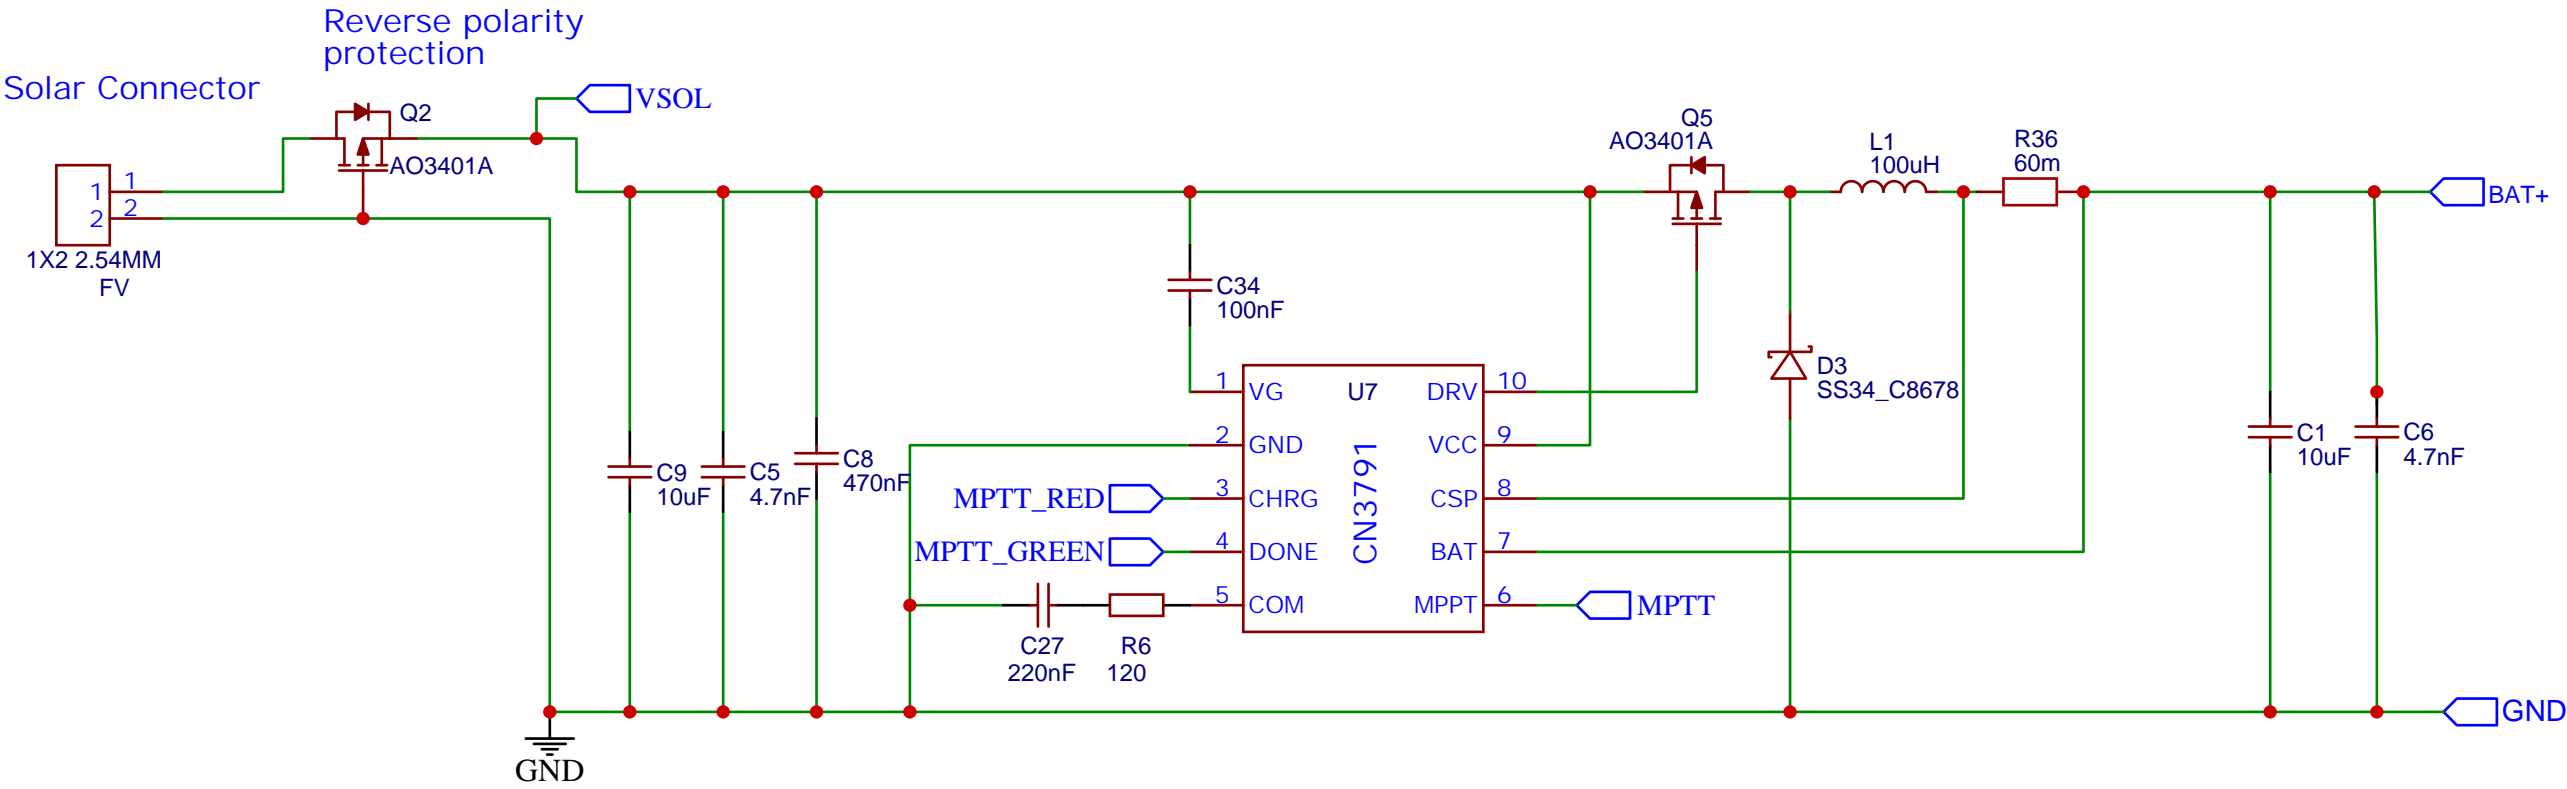 Reverse polarity
protection
Solar Connector
Q2
AO3401A
VSOL
1
2
1
2
1X2 2.54MM
FV
Q5
AO3401A
L1
100uH
R36
60m
BAT+
C34
100nF
C9
10uF
C5
4.7nF
C8
470nF
MPTT_RED
MPTT_GREEN
C27
220nF
R6
120
1
2
3
4
5
VG
GND
CHRG
DONE
COM
U7
CN3791
DRV
VCC
CSP
BAT
MPPT
10
9
8
7
6
MPTT
D3
SS34_C8678
C1
10uF
C6
4.7nF
GND
GND